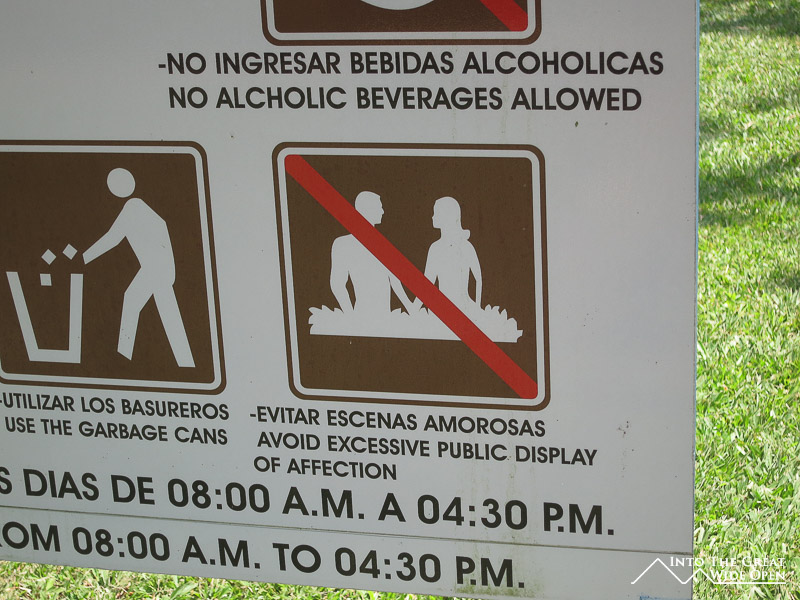 -NO INGRESAR BEBIDAS ALCOHOLICAS
NO ALCHOLIC BEVERAGES ALLOWED
-UTILIZAR LOS BASUREROS
USE THE GARBAGE CANS
-EVITAR ESCENAS AMOROSAS
AVOID EXCESSIVE PUBLIC DISPLAY
OF AFFECTION
S DIAS DE 08:00 A.M. A 04:30 P.M.
ROM 08:00 A.M. TO 04:30 P.M.
INTO THE GREAT
WIDE OPEN